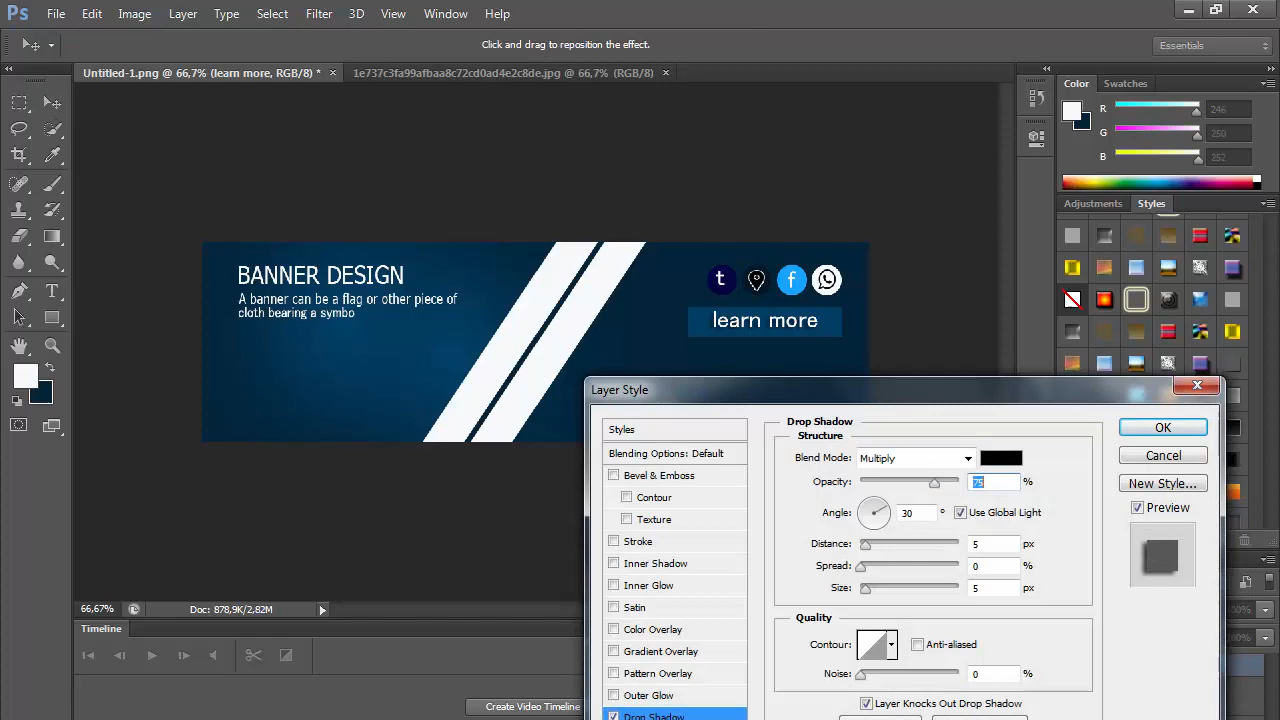 Ps File Edit Image Layer Type Select Filter 3D View Window Help
Click and drag to reposition the effect.
Essentials
Untitled-1.png @ 66,7% (learn more, RGB/8) *
1e737c3fa99afbaa8c72cd0ad4e2c8de.jpg @ 66,7% (RGB/8)
Color Swatches
R 246
G 250
B 252
Adjustments Styles
BANNER DESIGN
A banner can be a flag or other piece of
cloth bearing a symbo
t f
learn more
Layer Style
Styles
Blending Options: Default
Bevel & Emboss
Contour
Texture
Stroke
Inner Shadow
Inner Glow
Satin
Color Overlay
Gradient Overlay
Pattern Overlay
Outer Glow
Drop Shadow
Drop Shadow
Structure
Blend Mode: Multiply
Opacity: 75 %
Angle: 30 ° Use Global Light
Distance: 5 px
Spread: 0 %
Size: 5 px
Quality
Contour: Anti-aliased
Noise: 0 %
Layer Knocks Out Drop Shadow
OK
Cancel
New Style...
Preview
66,67% Doc: 878,9K/2,82M
Timeline
Create Video Timeline